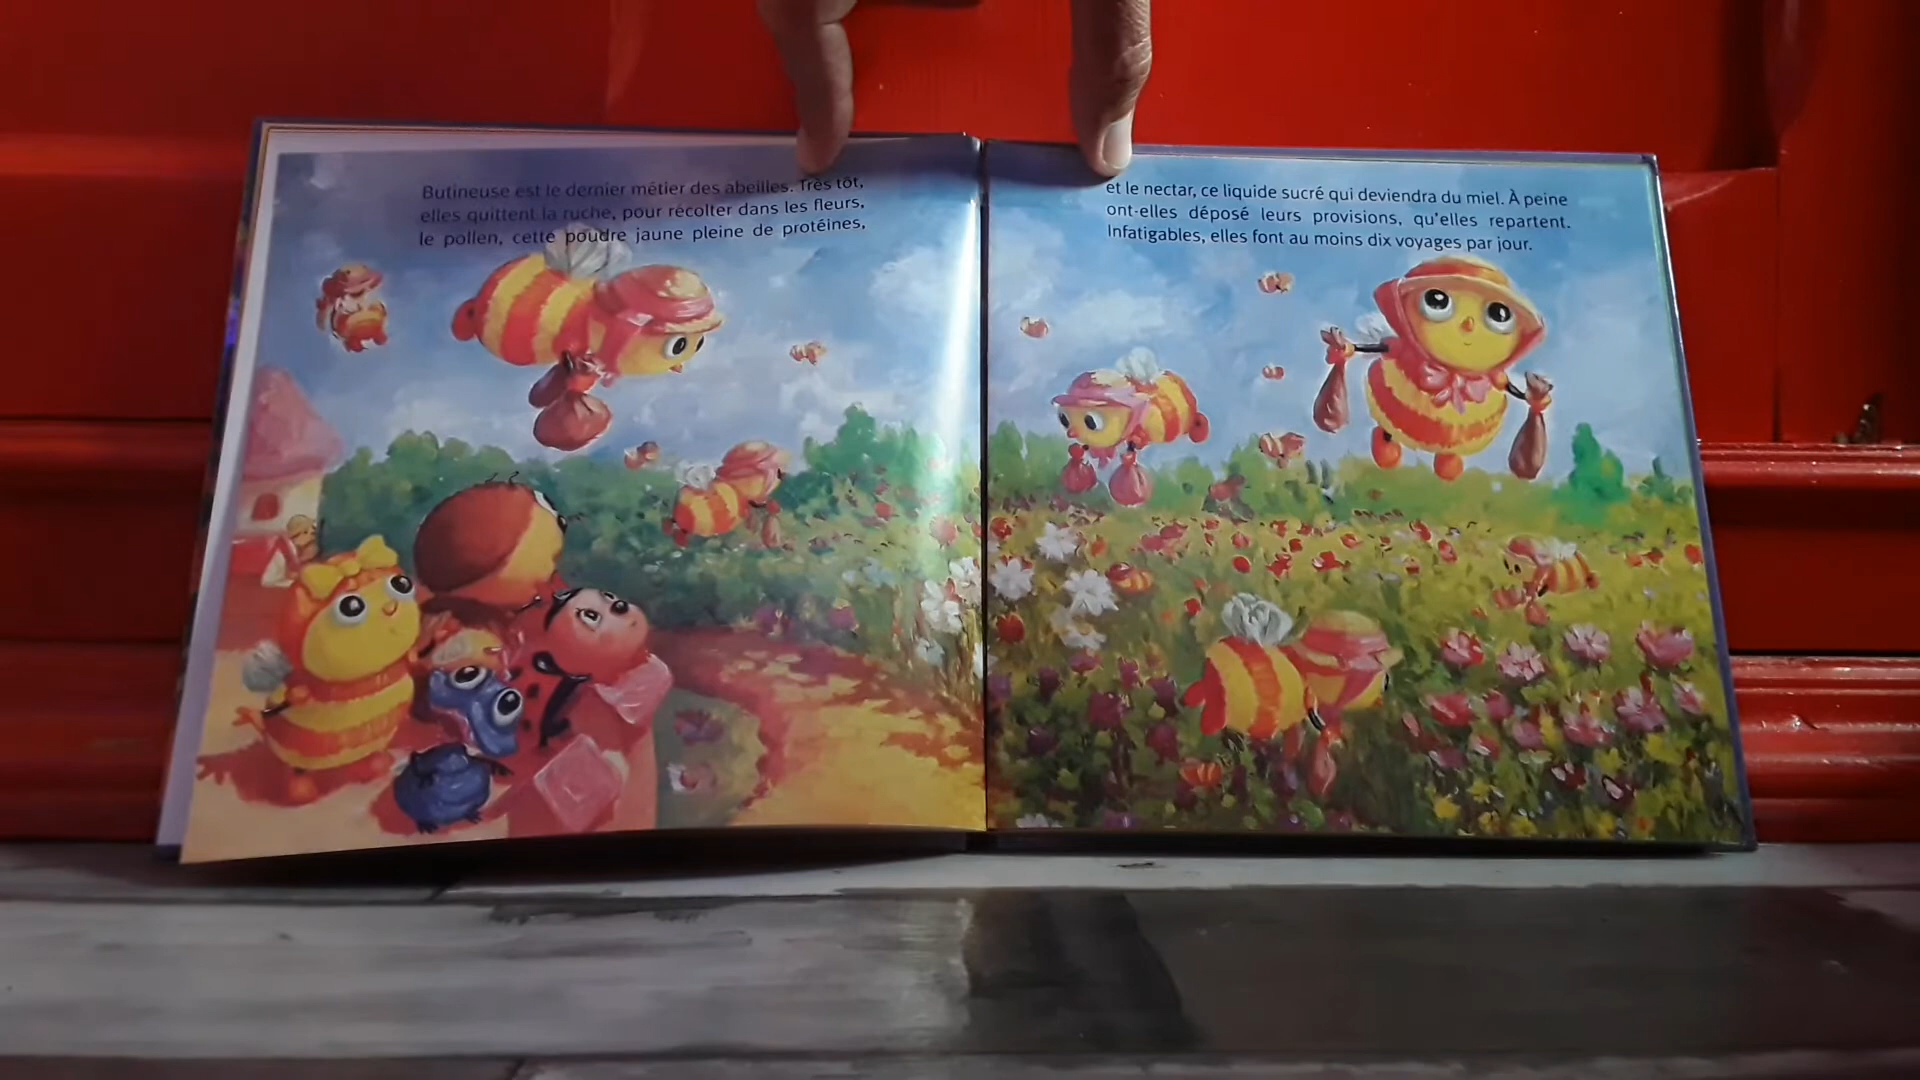 Butineuse est le dernier métier des abeilles. Très tôt,
elles quittent la ruche, pour récolter dans les fleurs,
le pollen, cette poudre jaune pleine de protéines,
et le nectar, ce liquide sucré qui deviendra du miel. À peine
ont-elles déposé leurs provisions, qu'elles repartent.
Infatigables, elles font au moins dix voyages par jour.